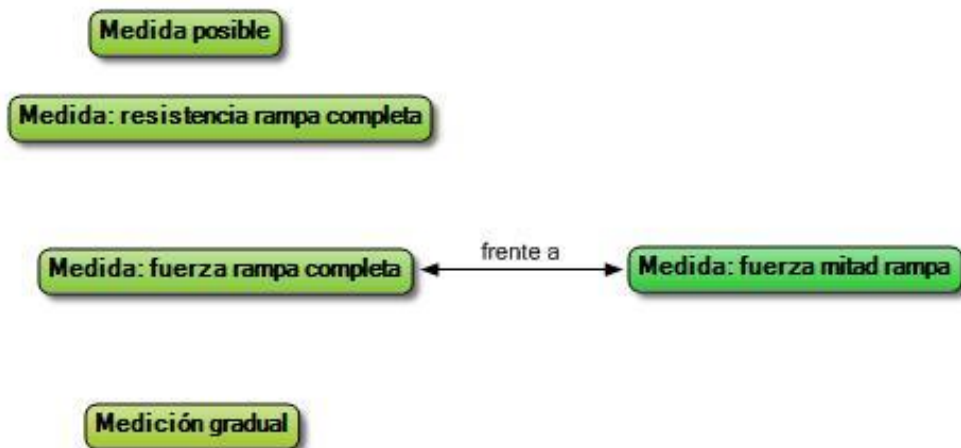 Medida posible
Medida: resistencia rampa completa
frente a
Medida: fuerza rampa completa
Medida: fuerza mitad rampa
Medición gradual